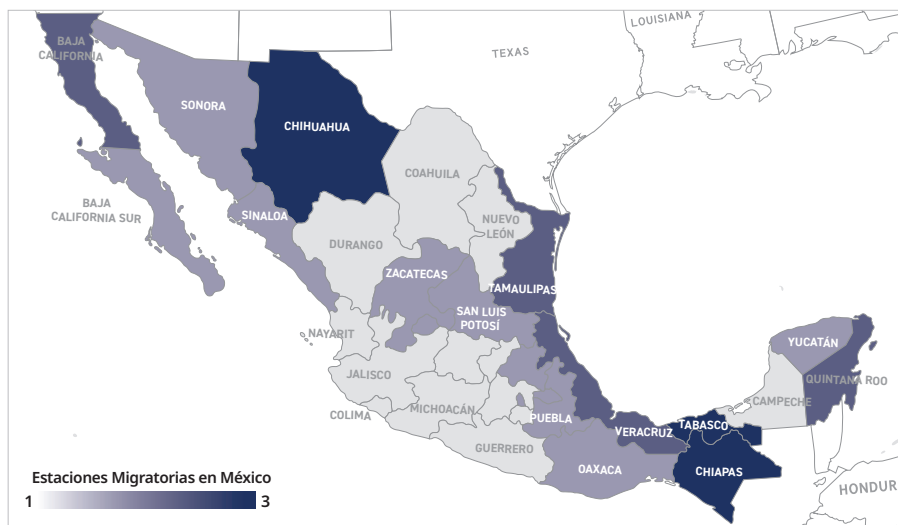 LOUISIANA
TEXAS
BAJA
CALIFORNIA
SONORA
CHIHUAHUA
COAHUILA
BAJA
CALIFORNIA SUR
SINALOA
NUEVO
LEÓN
DURANGO
ZACATECAS
TAMAULIPAS
SAN LUIS
POTOSÍ
NAYARIT
YUCATÁN
JALISCO
QUINTANA ROO
CAMPECHE
COLIMA
MICHOACÁN
PUEBLA
VERACRUZ
TABASCO
GUERRERO
OAXACA
CHIAPAS
HONDUR
Estaciones Migratorias en México
1 3